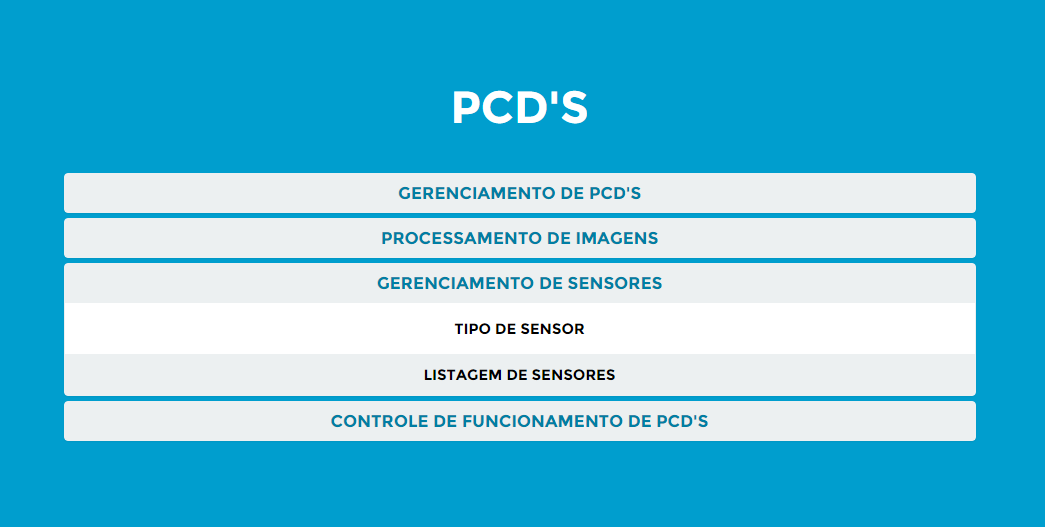 PCD'S
GERENCIAMENTO DE PCD'S
PROCESSAMENTO DE IMAGENS
GERENCIAMENTO DE SENSORES
TIPO DE SENSOR
LISTAGEM DE SENSORES
CONTROLE DE FUNCIONAMENTO DE PCD'S